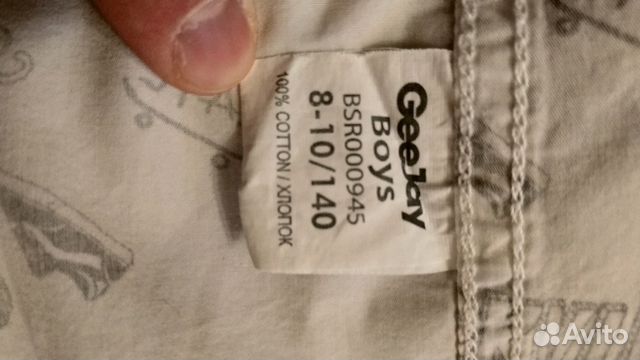 GeeJay
Boys
BSR000945
8-10/140
100% COTTON / ХЛОПОК
Avito